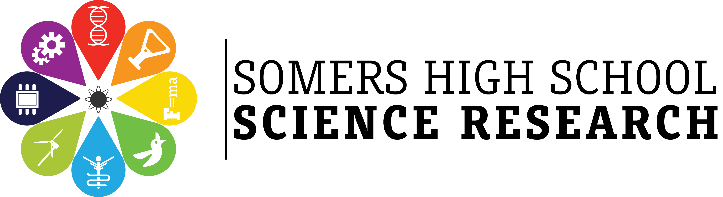 F=ma
SOMERS HIGH SCHOOL
SCIENCE RESEARCH